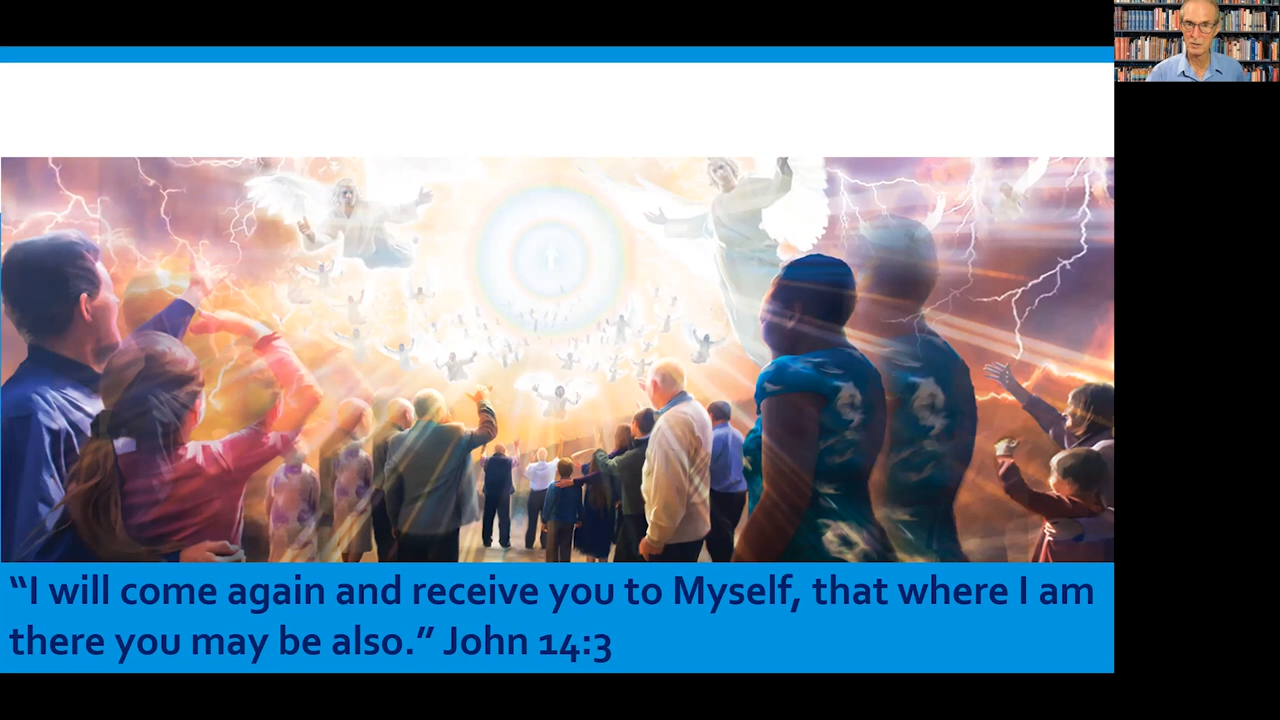 “I will come again and receive you to Myself, that where I am
there you may be also.” John 14:3